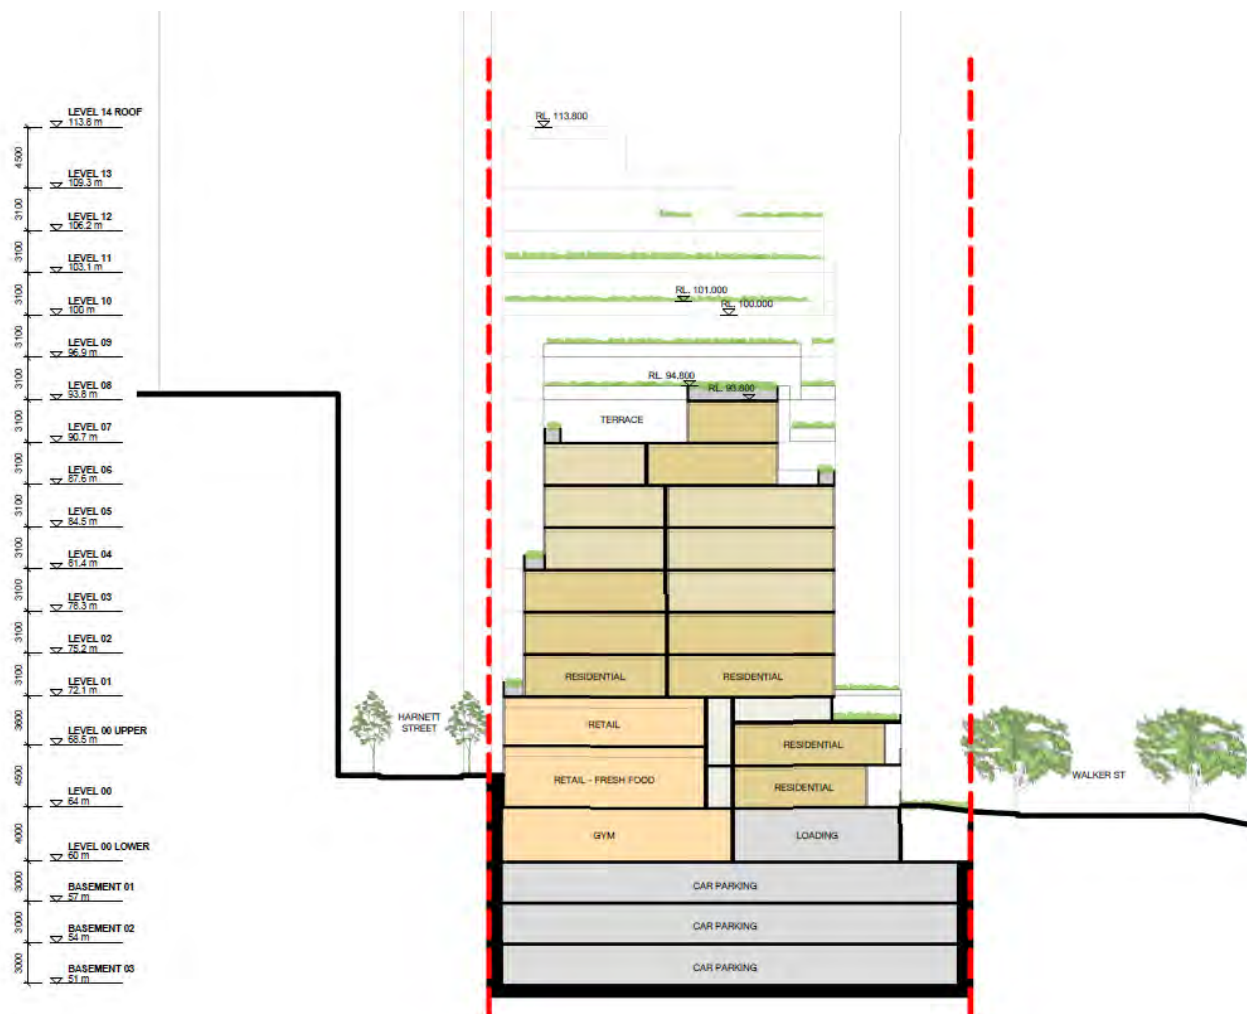 LEVEL 14 ROOF
113.8 m
4500
LEVEL 13
109.3 m
3100
LEVEL 12
106.2 m
3100
LEVEL 11
103.1 m
3100
LEVEL 10
100 m
3100
LEVEL 09
96.9 m
3100
LEVEL 08
93.8 m
3100
LEVEL 07
90.7 m
3100
LEVEL 06
87.6 m
3100
LEVEL 05
84.5 m
3100
LEVEL 04
81.4 m
3100
LEVEL 03
78.3 m
3100
LEVEL 02
75.2 m
3100
LEVEL 01
72.1 m
3600
LEVEL 00 UPPER
68.5 m
4500
LEVEL 00
64 m
4000
LEVEL 00 LOWER
60 m
3000
BASEMENT 01
57 m
3000
BASEMENT 02
54 m
3000
BASEMENT 03
51 m
RL. 113.800
RL. 101.000
RL. 100.000
RL. 94.800
RL. 93.800
TERRACE
RESIDENTIAL
RESIDENTIAL
HARNETT
STREET
RETAIL
RESIDENTIAL
RETAIL - FRESH FOOD
RESIDENTIAL
WALKER ST
GYM
LOADING
CAR PARKING
CAR PARKING
CAR PARKING